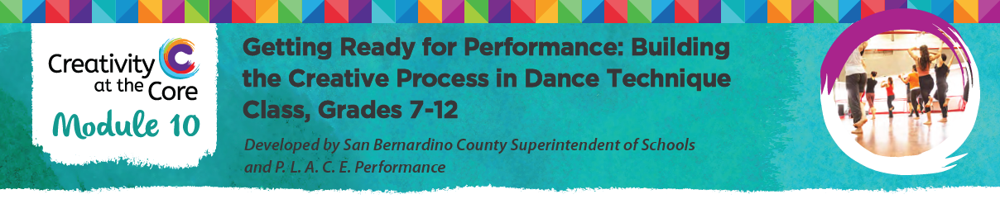 Creativity
at the
Core
Module 10
Getting Ready for Performance: Building
the Creative Process in Dance Technique
Class, Grades 7-12
Developed by San Bernardino County Superintendent of Schools
and P. L. A. C. E. Performance